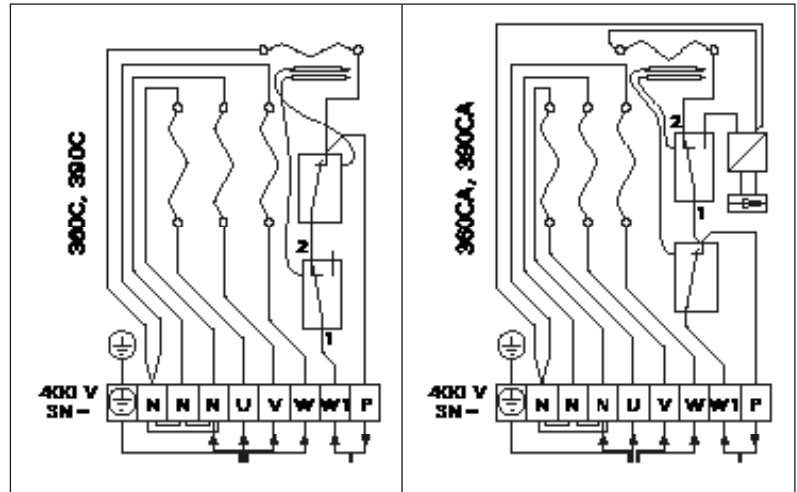 360C, 390C
2
1
400 V
3N~
N N N U V W W1 P
360CA, 390CA
2
1
400 V
3N~
N N N U V W W1 P